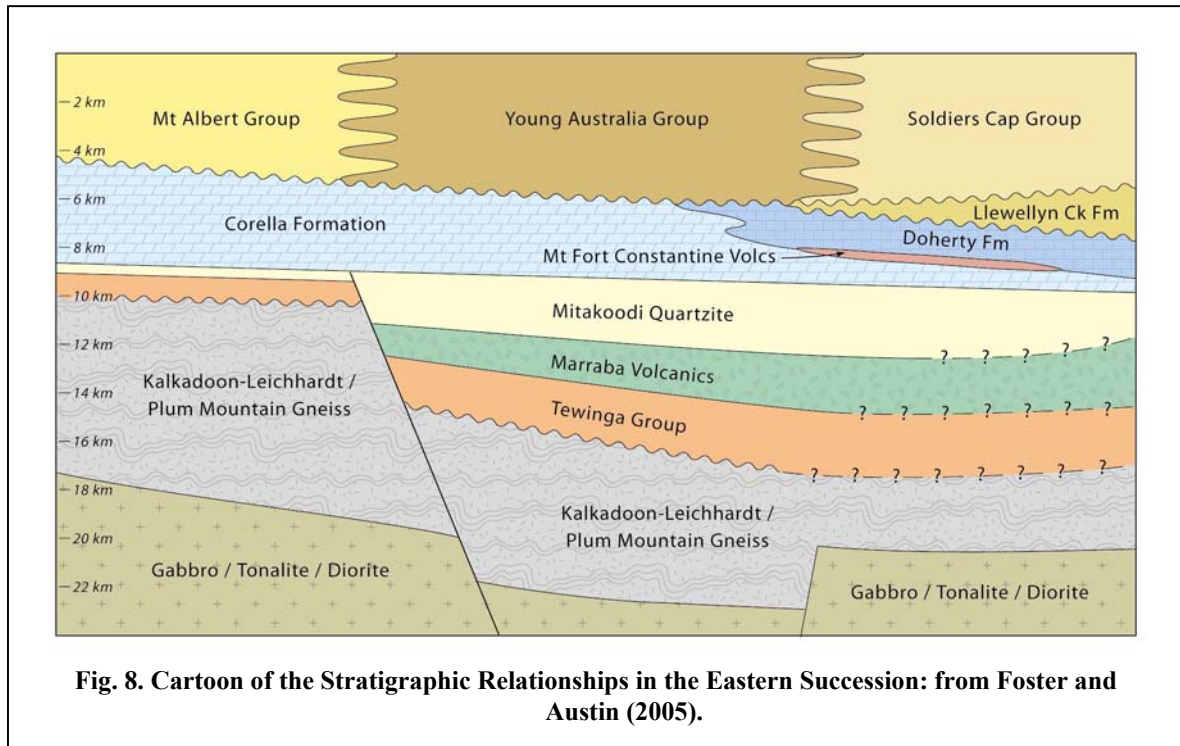 2 km
Mt Albert Group
Young Australia Group
Soldiers Cap Group
4 km
6 km
Corella Formation
Llewellyn Ck Fm
Doherty Fm
8 km
Mt Fort Constantine Volcs
10 km
Mitakoodi Quartzite
? ? ? ? ?
12 km
Marraba Volcanics
Kalkadoon-Leichhardt /
Plum Mountain Gneiss
14 km
Tewinga Group
? ? ? ? ? ? ?
16 km
? ? ? ? ? ? ? ?
18 km
Kalkadoon-Leichhardt /
Plum Mountain Gneiss
20 km
Gabbro / Tonalite / Diorite
22 km
Gabbro / Tonalite / Diorite
Fig. 8. Cartoon of the Stratigraphic Relationships in the Eastern Succession: from Foster and
Austin (2005).